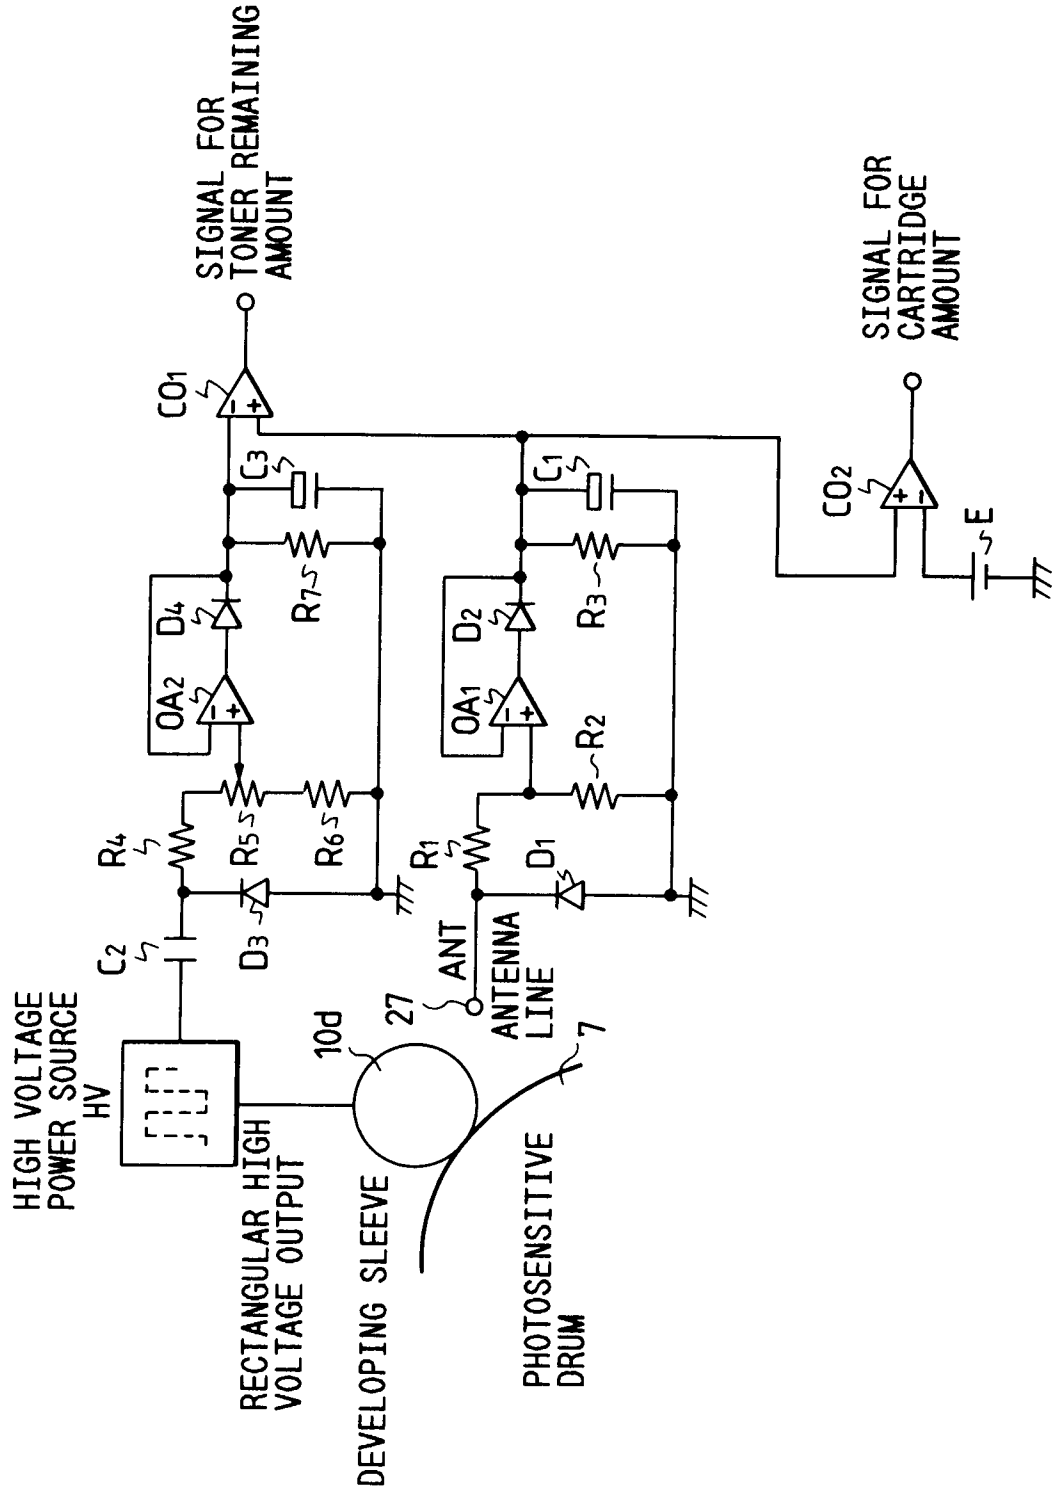 HIGH VOLTAGE
POWER SOURCE
HV
C2
R4
D3
R5
R6
OA2
-
+
D4
R7
C3
CO1
-
+
SIGNAL FOR
TONER REMAINING
AMOUNT
RECTANGULAR HIGH
VOLTAGE OUTPUT
DEVELOPING SLEEVE
10d
PHOTOSENSITIVE
DRUM
7
27
ANT
ANTENNA
LINE
R1
D1
R2
OA1
-
+
D2
R3
C1
CO2
+
-
E
SIGNAL FOR
CARTRIDGE
AMOUNT